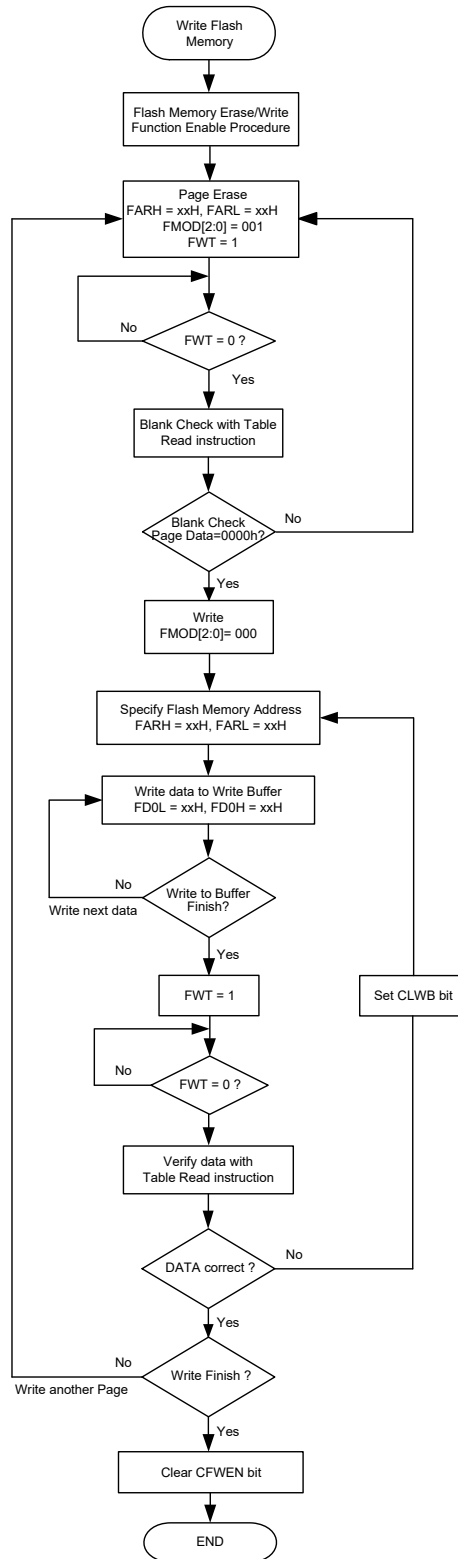 Write Flash
Memory
Flash Memory Erase/Write
Function Enable Procedure
Page Erase
FARH = xxH, FARL = xxH
FMOD[2:0] = 001
FWT = 1
No
FWT = 0 ?
Yes
Blank Check with Table
Read instruction
Blank Check
Page Data=0000h?
No
Yes
Write
FMOD[2:0]= 000
Specify Flash Memory Address
FARH = xxH, FARL = xxH
Write data to Write Buffer
FD0L = xxH, FD0H = xxH
No
Write next data
Write to Buffer
Finish?
Yes
FWT = 1
Set CLWB bit
No
FWT = 0 ?
Verify data with
Table Read instruction
DATA correct ?
No
Yes
No
Write another Page
Write Finish ?
Yes
Clear CFWEN bit
END